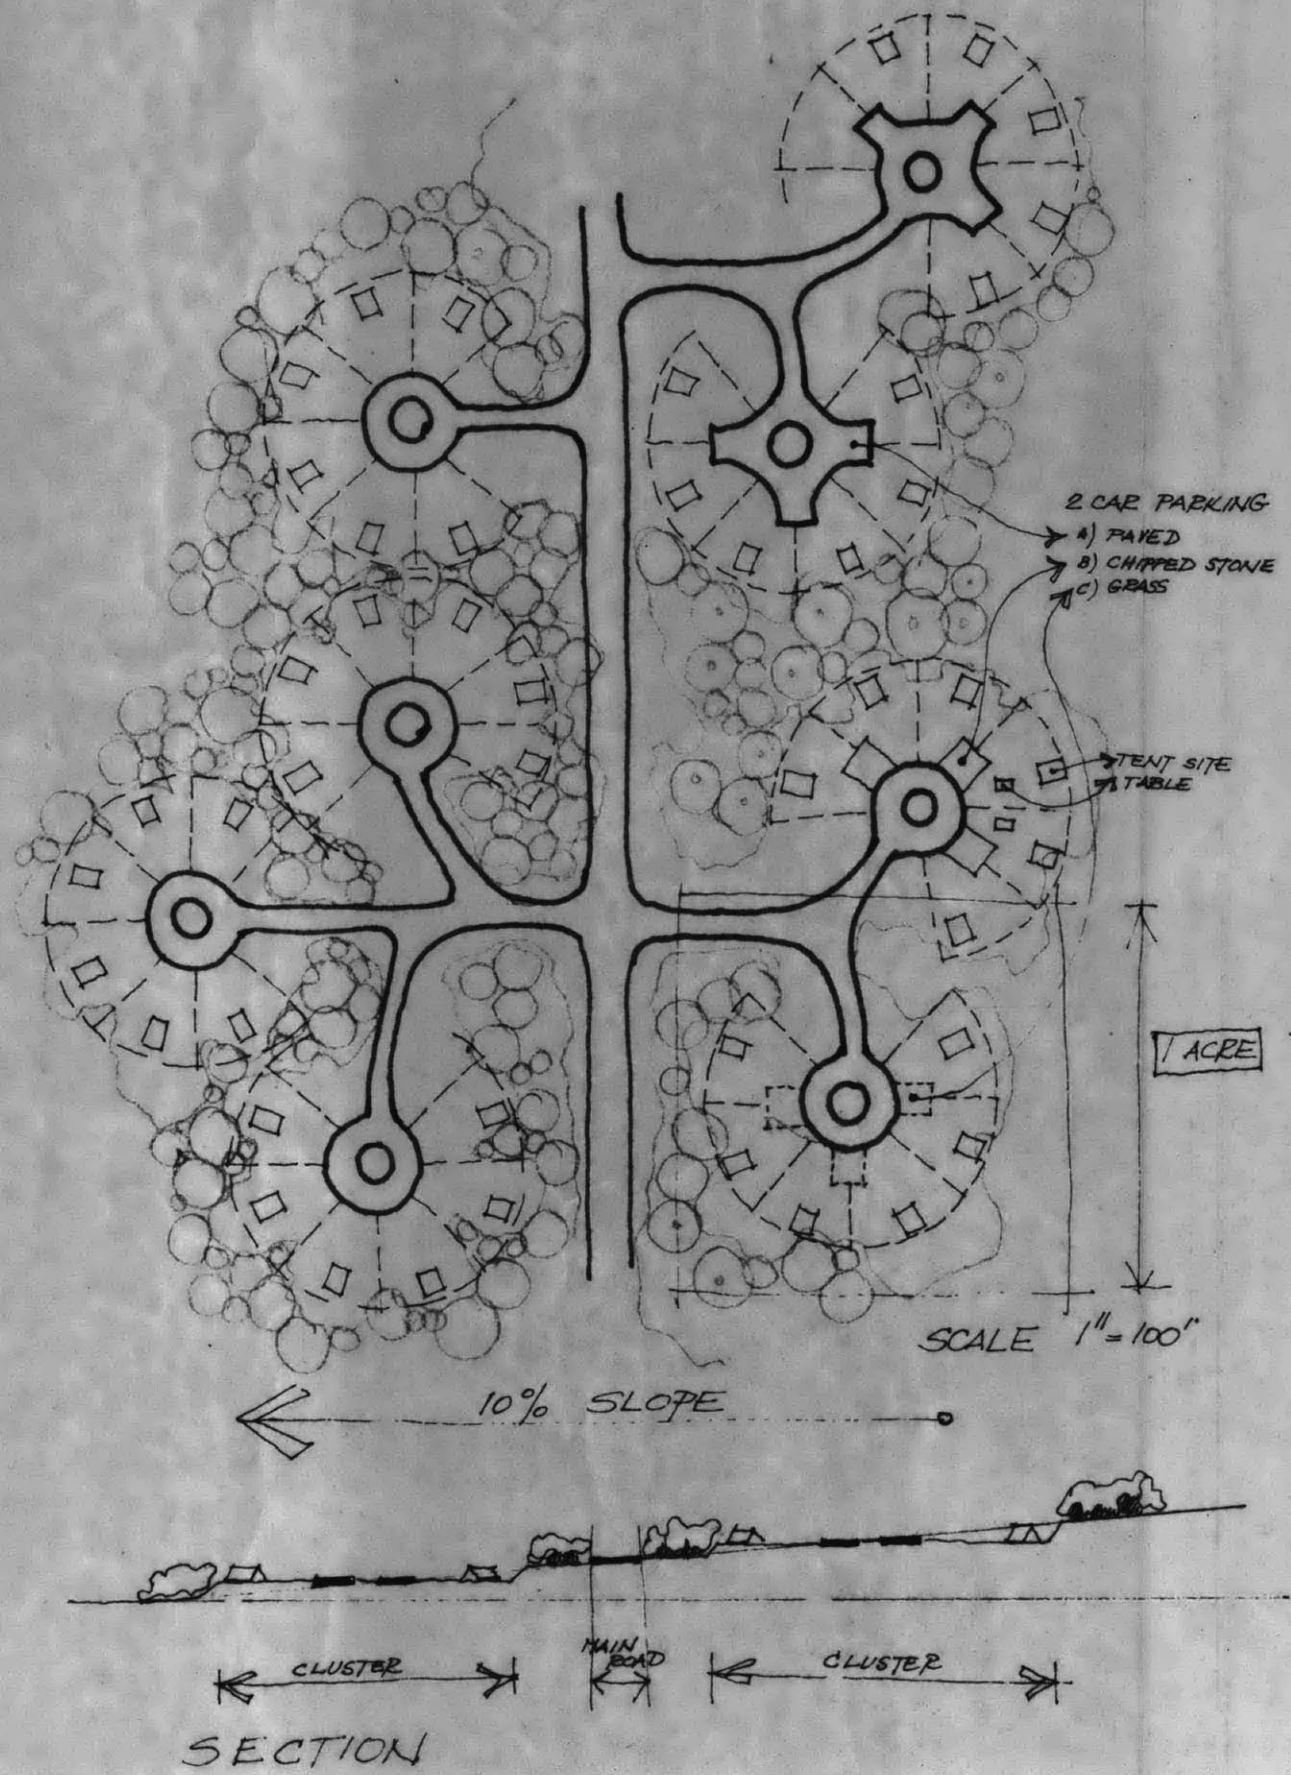 2 CAR PARKING
A) PAVED
B) CHIPPED STONE
C) GRASS
TENT SITE
TABLE
1 ACRE
SCALE 1"=100"
10% SLOPE
CLUSTER
MAIN ROAD
CLUSTER
SECTION